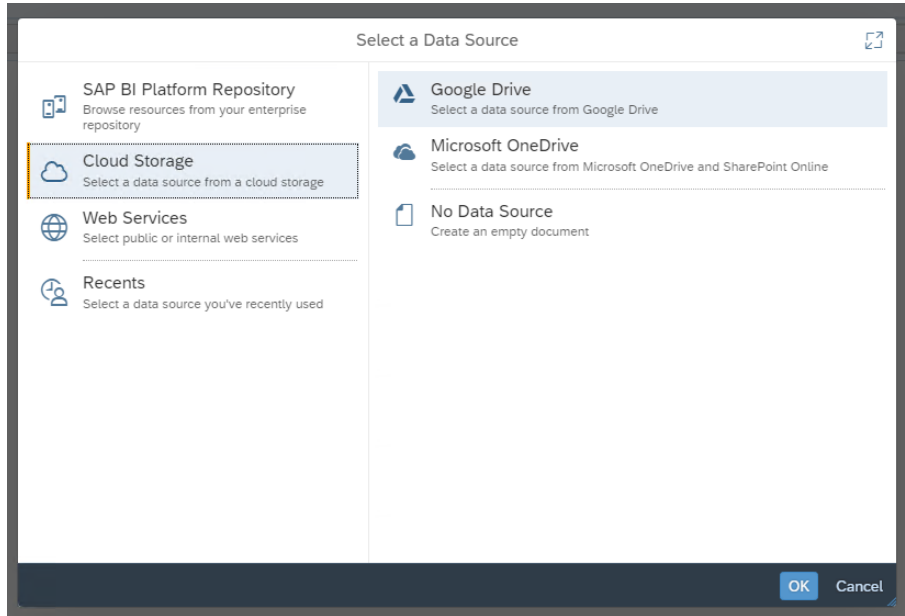 Select a Data Source
SAP BI Platform Repository
Browse resources from your enterprise
repository
Cloud Storage
Select a data source from a cloud storage
Web Services
Select public or internal web services
Recents
Select a data source you've recently used
Google Drive
Select a data source from Google Drive
Microsoft OneDrive
Select a data source from Microsoft OneDrive and SharePoint Online
No Data Source
Create an empty document
OK Cancel